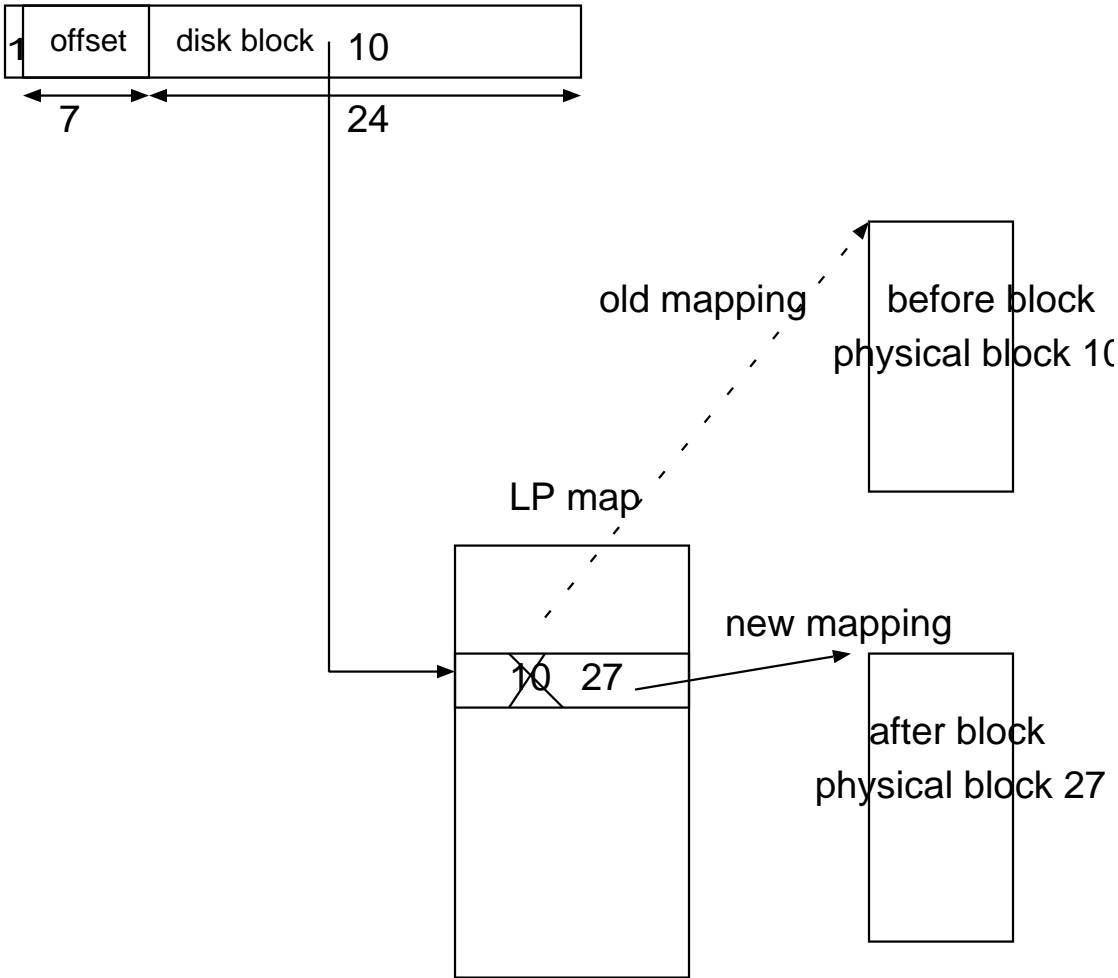 1 offset disk block 10
7 24
old mapping
before block
physical block 10
LP map
new mapping
10 27
after block
physical block 27